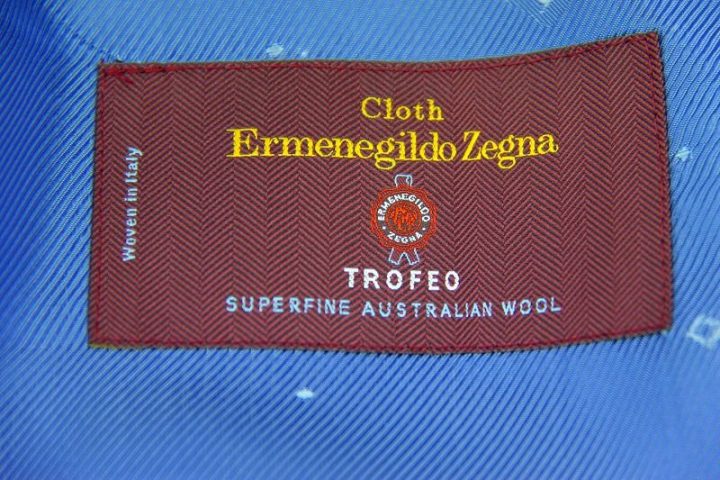 Cloth
Ermenegildo Zegna
Woven in Italy
ERMENEGILDO
ZEGNA
TROFEO
SUPERFINE AUSTRALIAN WOOL